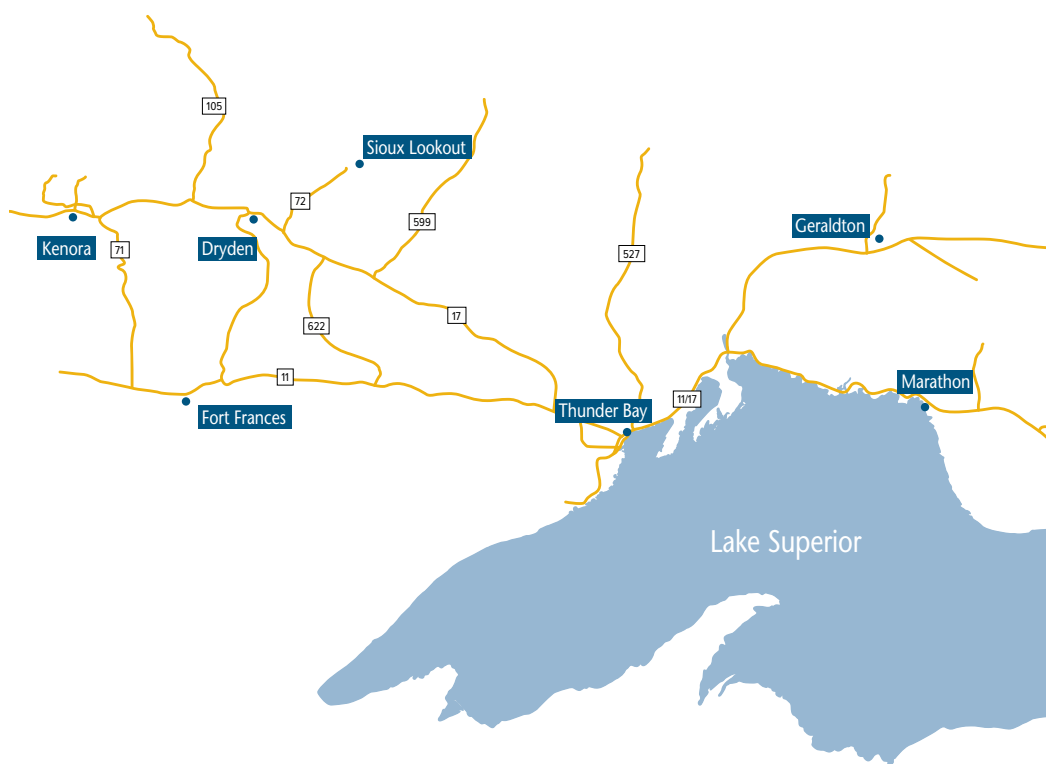 105
Sioux Lookout
72
599
Geraldton
Kenora
71
Dryden
527
17
622
11
Marathon
11/17
Fort Frances
Thunder Bay
Lake Superior